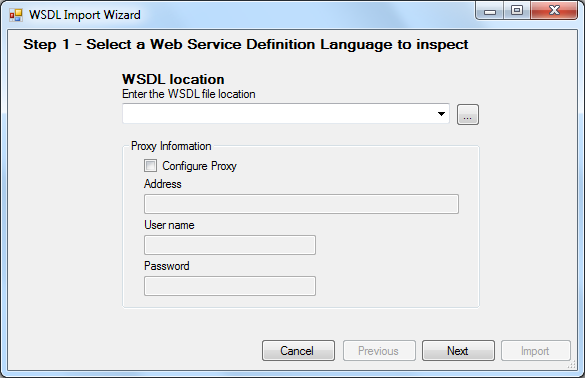 WSDL Import Wizard
Step 1 - Select a Web Service Definition Language to inspect
WSDL location
Enter the WSDL file location
...
Proxy Information
Configure Proxy
Address
User name
Password
Cancel Previous Next Import